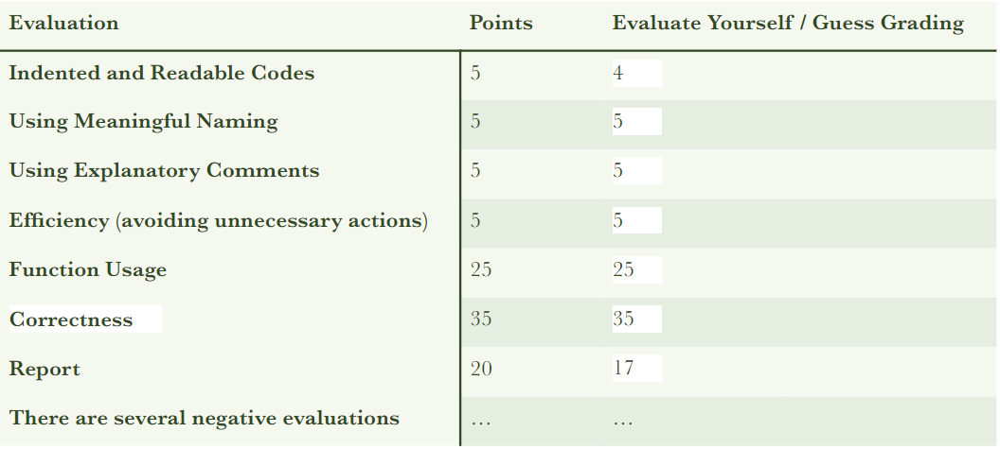 Evaluation Points Evaluate Yourself / Guess Grading
Indented and Readable Codes 5 4
Using Meaningful Naming 5 5
Using Explanatory Comments 5 5
Efficiency (avoiding unnecessary actions) 5 5
Function Usage 25 25
Correctness 35 35
Report 20 17
There are several negative evaluations … …